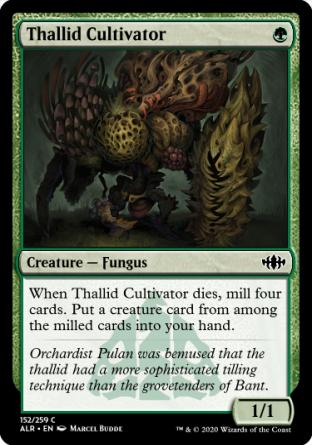 Thallid Cultivator
Creature — Fungus
When Thallid Cultivator dies, mill four
cards. Put a creature card from among
the milled cards into your hand.
Orchardist Pulan was bemused that the
thallid had a more sophisticated tilling
technique than the grovetenders of Bant.
1/1
152/259 C
ALR • EN Marcel Budde
™ & © 2020 Wizards of the Coast